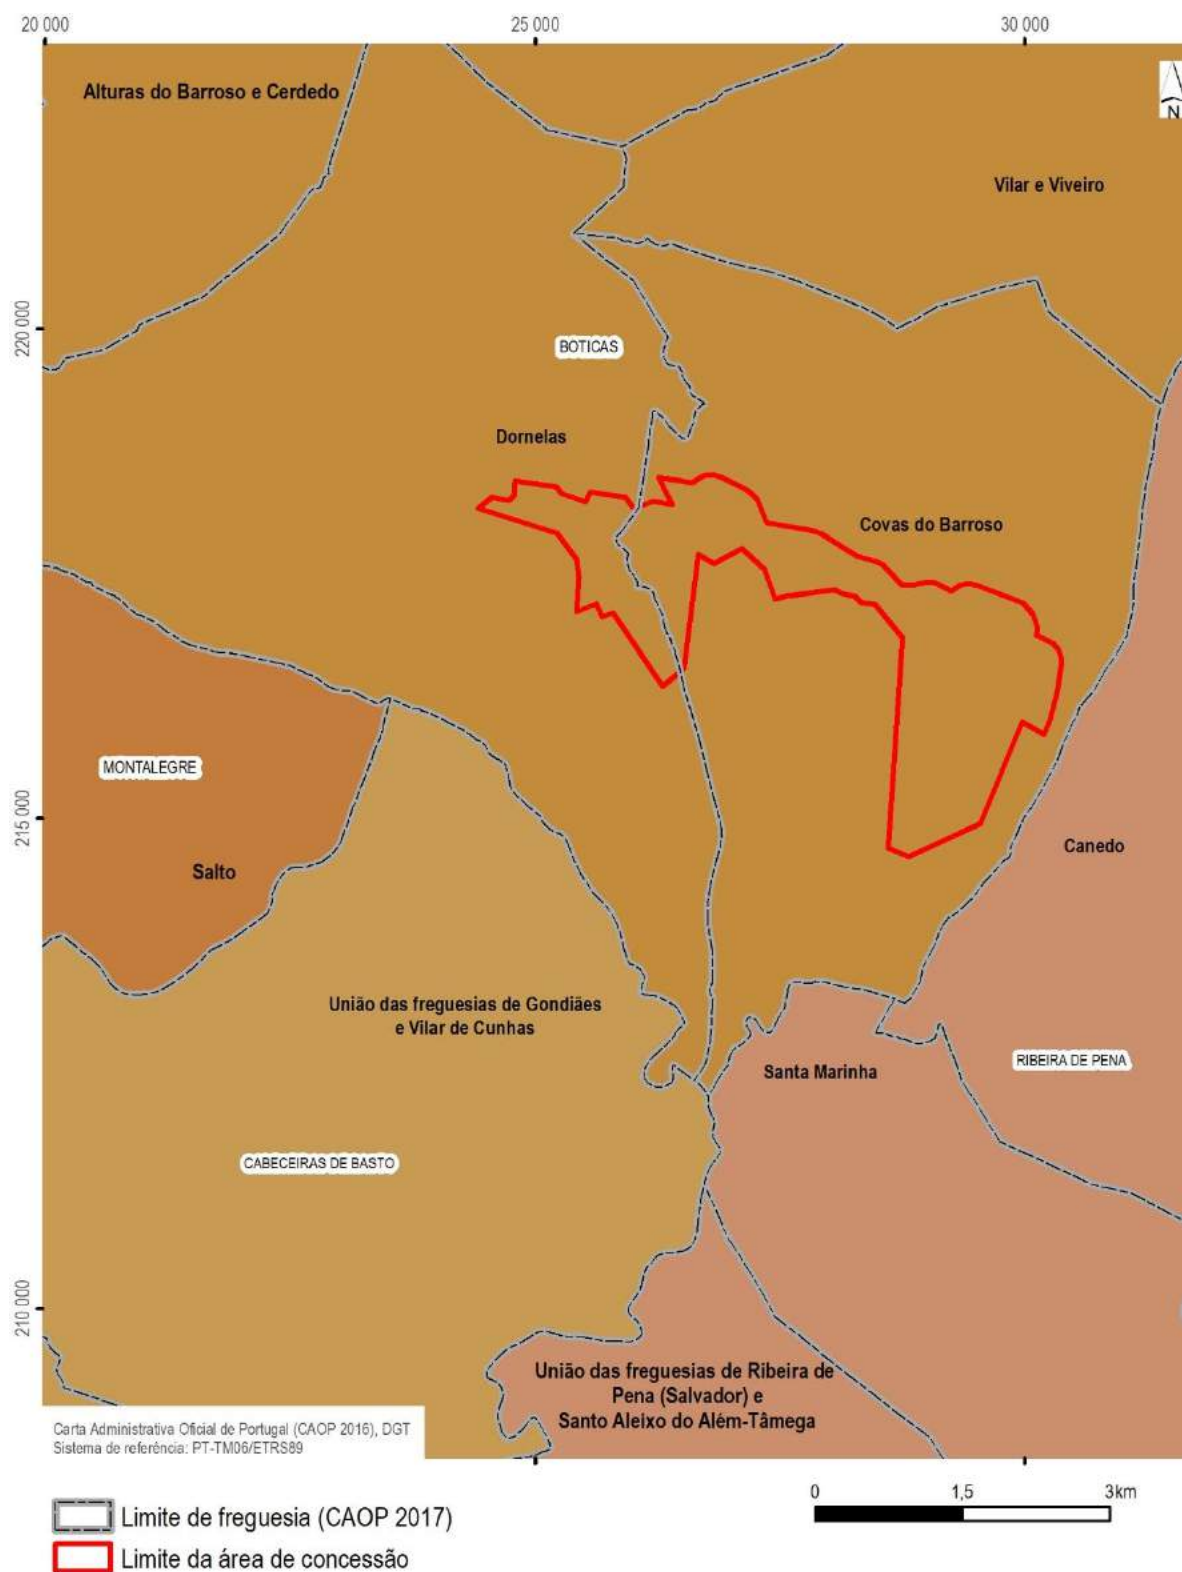 20 000
25 000
30 000
Alturas do Barroso e Cerdedo
N
Vilar e Viveiro
220 000
BOTICAS
Dornelas
Covas do Barroso
MONTALEGRE
215 000
Canedo
Salto
União das freguesias de Gondiães
e Vilar de Cunhas
RIBEIRA DE PENA
Santa Marinha
CABECEIRAS DE BASTO
210 000
União das freguesias de Ribeira de
Pena (Salvador) e
Santo Aleixo do Além-Tâmega
Carta Administrativa Oficial de Portugal (CAOP 2016), DGT
Sistema de referência: PT-TM06/ETRS89
0
1,5
3km
Limite de freguesia (CAOP 2017)
Limite da área de concessão